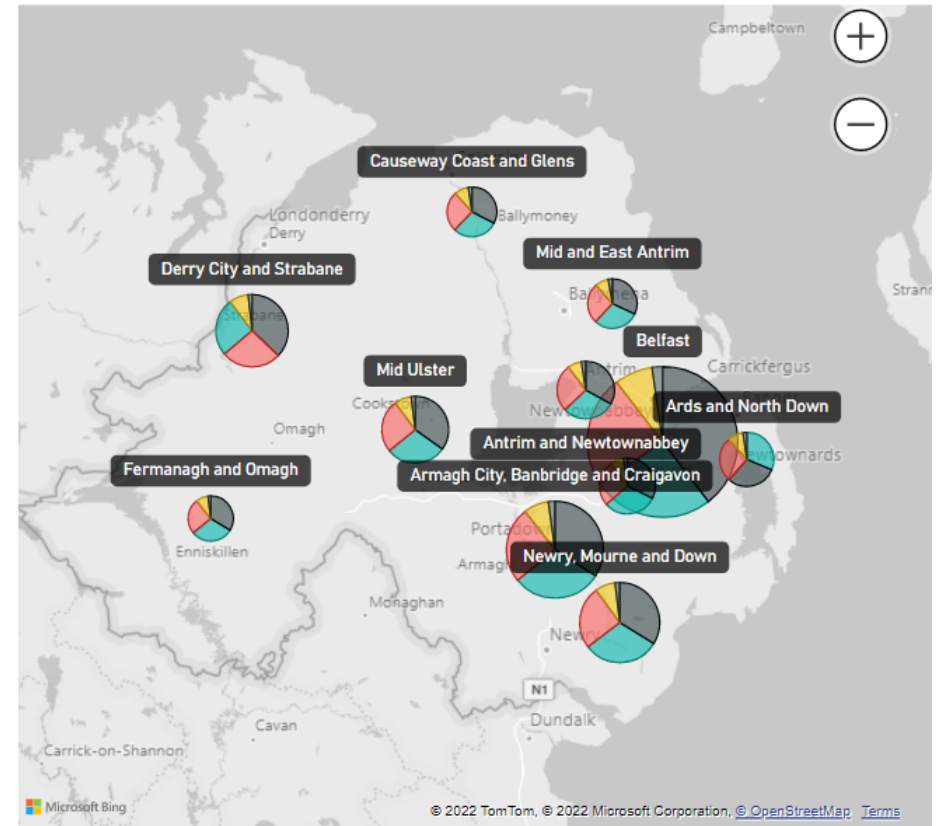 Campbeltown
+
−
Causeway Coast and Glens
Londonderry
Derry
Ballymoney
Mid and East Antrim
Derry City and Strabane
Ballymena
Strabane
Belfast
Mid Ulster
Antrim
Carrickfergus
Cookstown
Newtownabbey
Ards and North Down
Omagh
Antrim and Newtownabbey
Newtownards
Fermanagh and Omagh
Armagh City, Banbridge and Craigavon
Portadown
Enniskillen
Newry, Mourne and Down
Armagh
Monaghan
Newry
N1
Cavan
Dundalk
Carrick-on-Shannon
Microsoft Bing
© 2022 TomTom, © 2022 Microsoft Corporation, © OpenStreetMap Terms